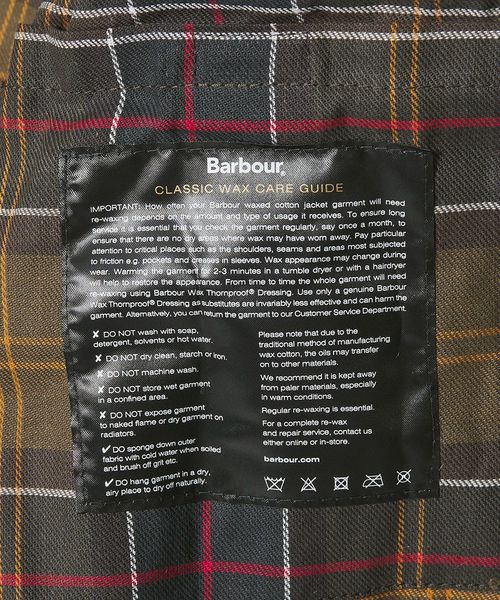 Barbour®
CLASSIC WAX CARE GUIDE
IMPORTANT: How often your Barbour waxed cotton jacket garment will need
re-waxing depends on the amount and type of usage it receives. To ensure long
service it is essential that you check the garment regularly, say once a month, to
ensure that there are no dry areas where wax may have worn away. Pay particular
attention to critical places such as the shoulders, seams and areas most subjected
to friction e.g. pockets and creases in sleeves. Wax appearance may change during
wear. Warming the garment for 2-3 minutes in a tumble dryer or with a hairdryer
will help to restore the appearance. From time to time the whole garment will need
re-waxing using Barbour Wax Thornproof® Dressing. Use only a genuine Barbour
Wax Thornproof® Dressing as substitutes are invariably less effective and can harm the
garment. Alternatively, you can return the garment to our Customer Service Department.
✘ DO NOT wash with soap,
detergent, solvents or hot water.
✘ DO NOT dry clean, starch or iron.
✘ DO NOT machine wash.
✘ DO NOT store wet garment
in a confined area.
✘ DO NOT expose garment
to naked flame or dry garment on
radiators.
✔ DO sponge down outer
fabric with cold water when soiled
and brush off grit etc.
✔ DO hang garment in a dry,
airy place to dry off naturally.
Please note that due to the
traditional method of manufacturing
wax cotton, the oils may transfer
on to other materials.
We recommend it is kept away
from paler materials, especially
in warm conditions.
Regular re-waxing is essential.
For a complete re-wax
and repair service, contact us
either online or in-store.
barbour.com